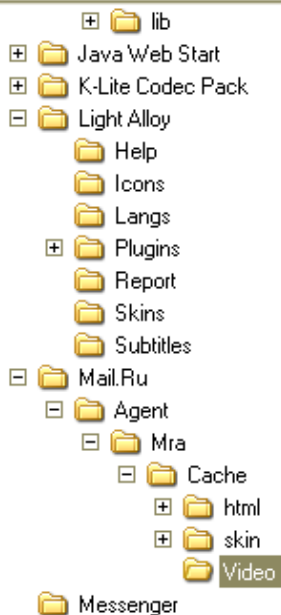 lib
Java Web Start
K-Lite Codec Pack
Light Alloy
Help
Icons
Langs
Plugins
Report
Skins
Subtitles
Mail.Ru
Agent
Mra
Cache
html
skin
Video
Messenger